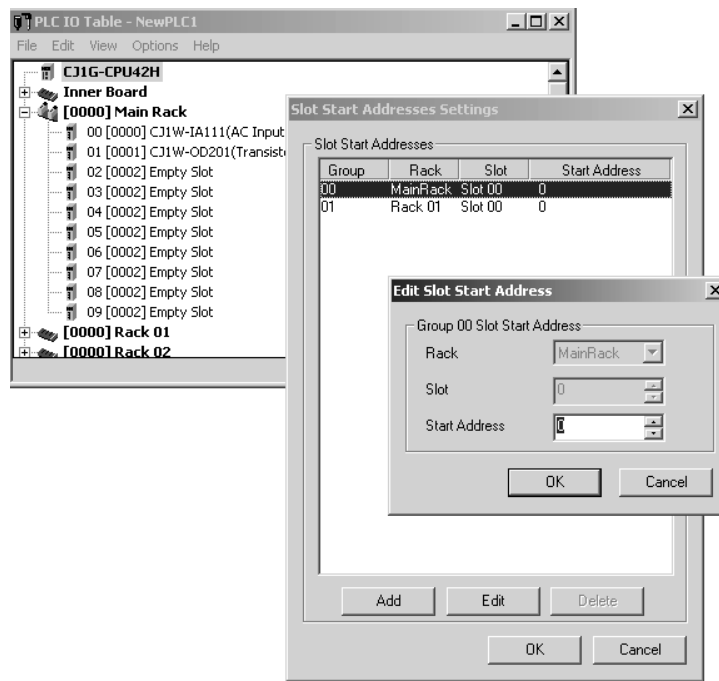 PLC IO Table - NewPLC1
File Edit View Options Help
CJ1G-CPU42H
Inner Board
[0000] Main Rack
00 [0000] CJ1W-IA111(AC Input
01 [0001] CJ1W-OD201(Transist
02 [0002] Empty Slot
03 [0002] Empty Slot
04 [0002] Empty Slot
05 [0002] Empty Slot
06 [0002] Empty Slot
07 [0002] Empty Slot
08 [0002] Empty Slot
09 [0002] Empty Slot
[0000] Rack 01
[0000] Rack 02
Slot Start Addresses Settings
Slot Start Addresses
Group Rack Slot Start Address
00 MainRack Slot 00 0
01 Rack 01 Slot 00 0
Edit Slot Start Address
Group 00 Slot Start Address
Rack MainRack
Slot 0
Start Address 0
OK Cancel
Add Edit Delete
OK Cancel